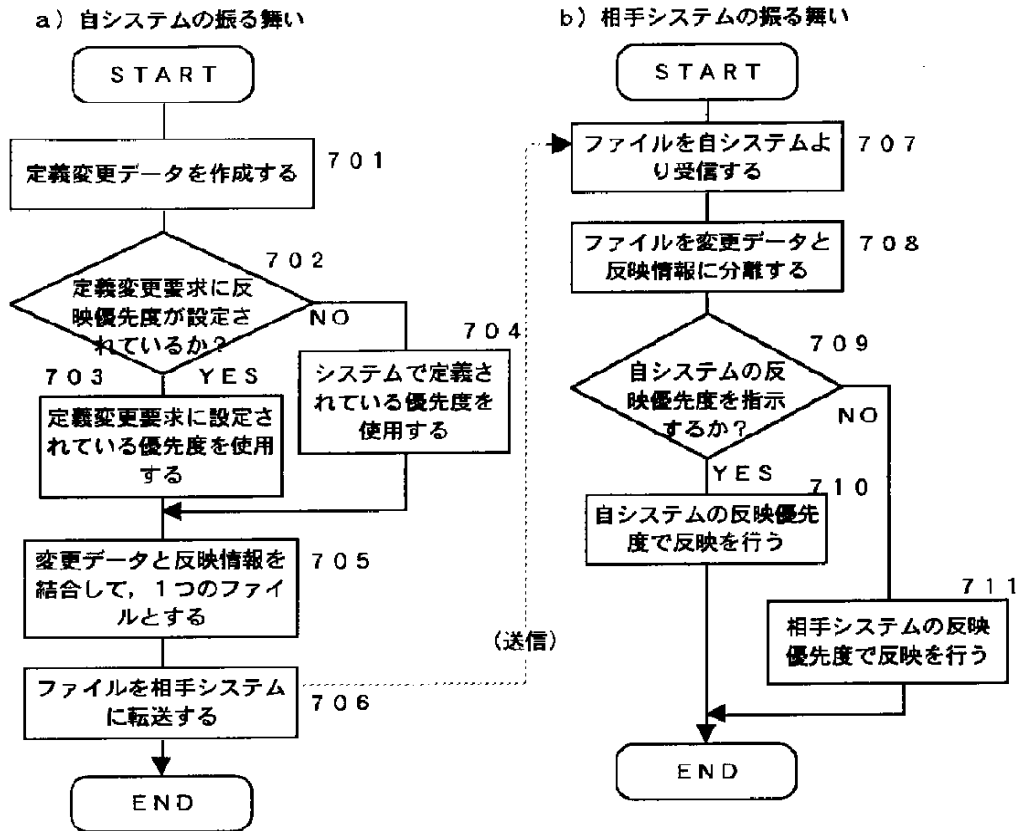 a）自システムの振る舞い
START
定義変更データを作成する
701
702
定義変更要求に反
映優先度が設定さ
れているか？
NO
704
システムで定義さ
れている優先度を
使用する
703
YES
定義変更要求に設定さ
れている優先度を使用
する
変更データと反映情報を
結合して，１つのファイ
ルとする
705
ファイルを相手システム
に転送する
706
END
(送信)
b）相手システムの振る舞い
START
ファイルを自システムよ
り受信する
707
ファイルを変更データと
反映情報に分離する
708
709
自システムの反
映優先度を指示
するか？
NO
YES
710
自システムの反映優先
度で反映を行う
711
相手システムの反映
優先度で反映を行う
END